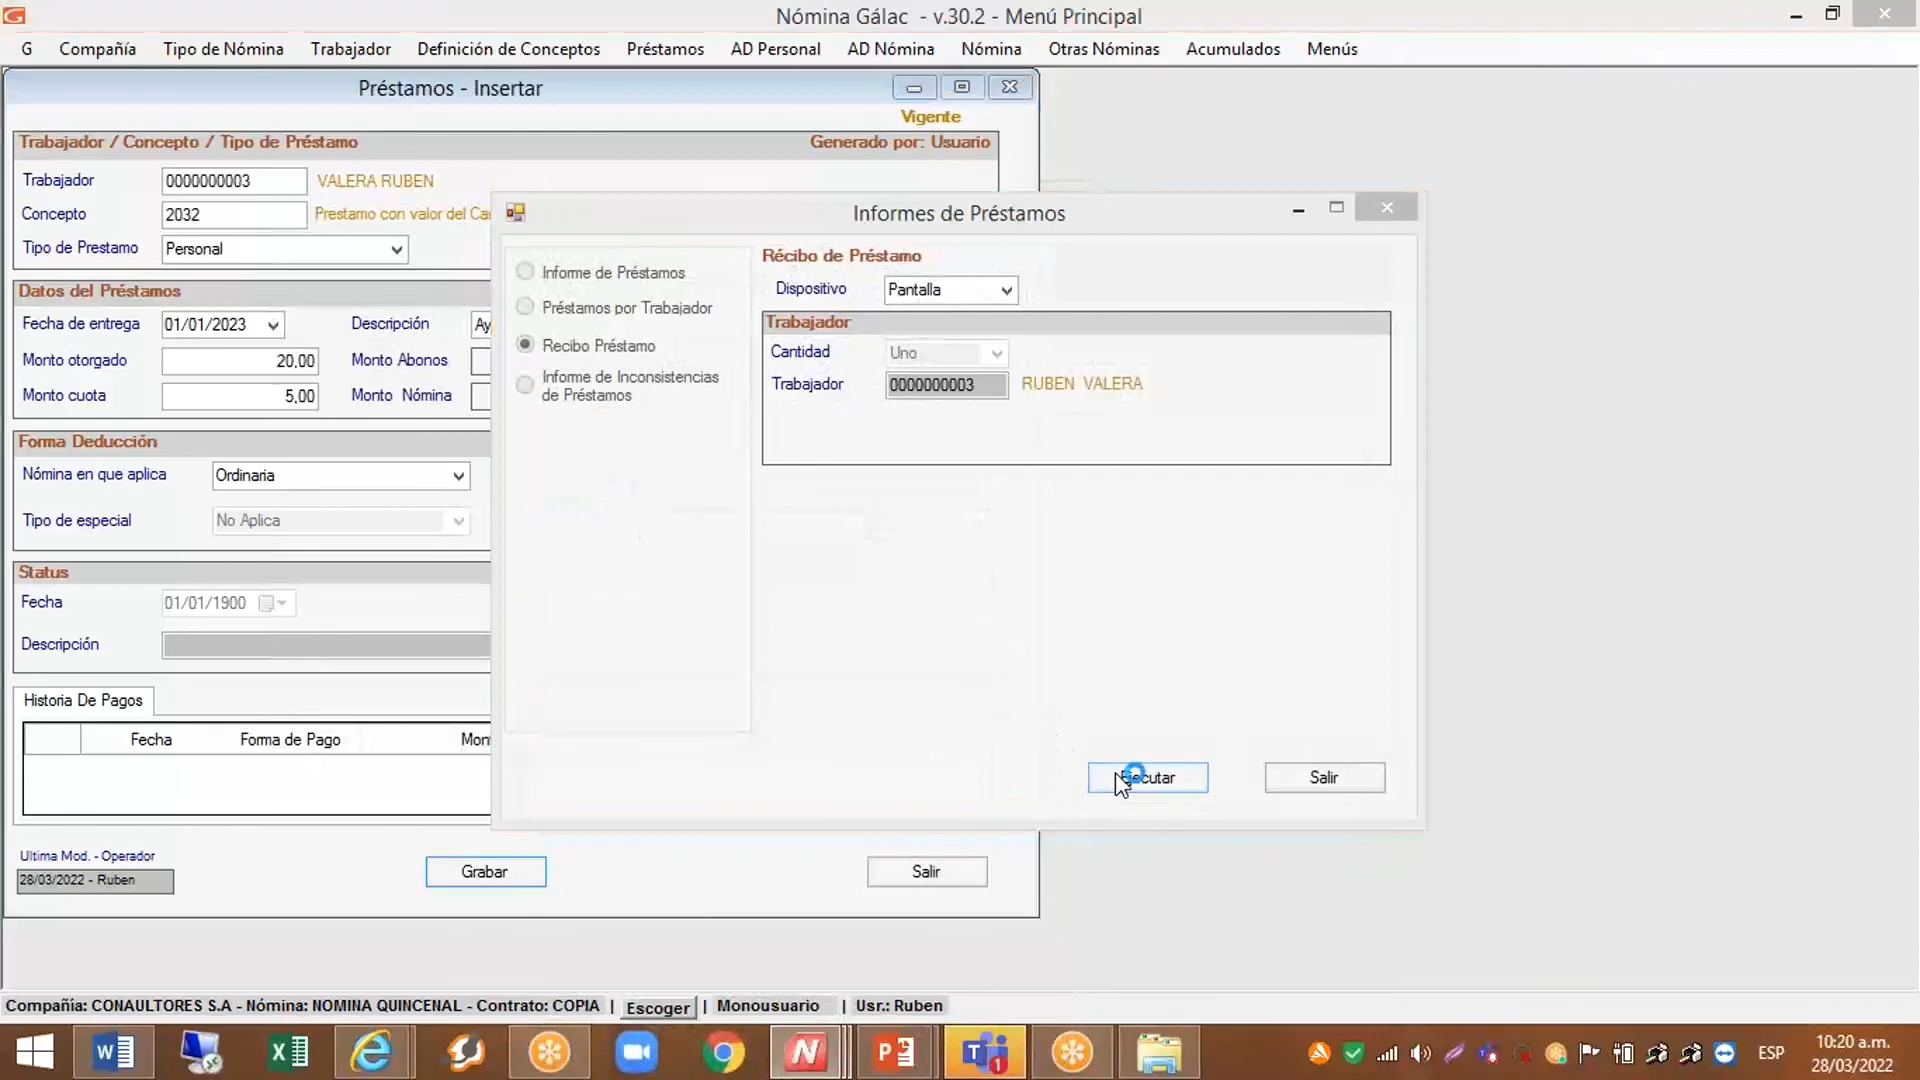 Nómina Gálac - v.30.2 - Menú Principal
G Compañía Tipo de Nómina Trabajador Definición de Conceptos Préstamos AD Personal AD Nómina Nómina Otras Nóminas Acumulados Menús
Préstamos - Insertar
Vigente
Trabajador / Concepto / Tipo de Préstamo Generado por: Usuario
Trabajador 0000000003 VALERA RUBEN
Concepto 2032 Prestamo con valor del
Tipo de Prestamo Personal
Datos del Préstamos
Fecha de entrega 01/01/2023 Descripción Ay
Monto otorgado 20,00 Monto Abonos
Monto cuota 5,00 Monto Nómina
Forma Deducción
Nómina en que aplica Ordinaria
Tipo de especial No Aplica
Status
Fecha 01/01/1900
Descripción
Historia De Pagos
Fecha Forma de Pago Mon
Ultima Mod. - Operador
28/03/2022 - Ruben
Grabar Salir
Informes de Préstamos
Informe de Préstamos
Préstamos por Trabajador
Recibo Préstamo
Informe de Inconsistencias
de Préstamos
Récibo de Préstamo
Dispositivo Pantalla
Trabajador
Cantidad Uno
Trabajador 0000000003 RUBEN VALERA
Ejecutar Salir
Compañía: CONAULTORES S.A - Nómina: NOMINA QUINCENAL - Contrato: COPIA | Escoger | Monousuario | Usr.: Ruben
ESP
10:20 a.m.
28/03/2022